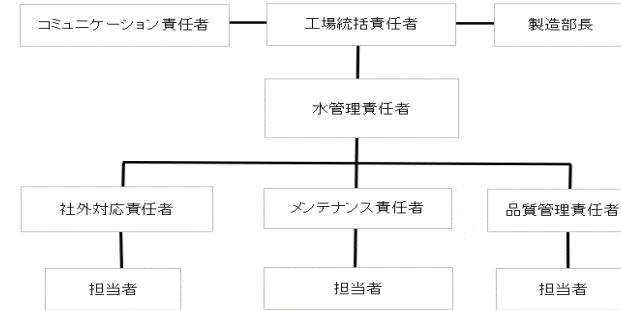 コミュニケーション責任者
工場統括責任者
製造部長
水管理責任者
社外対応責任者
メンテナンス責任者
品質管理責任者
担当者
担当者
担当者